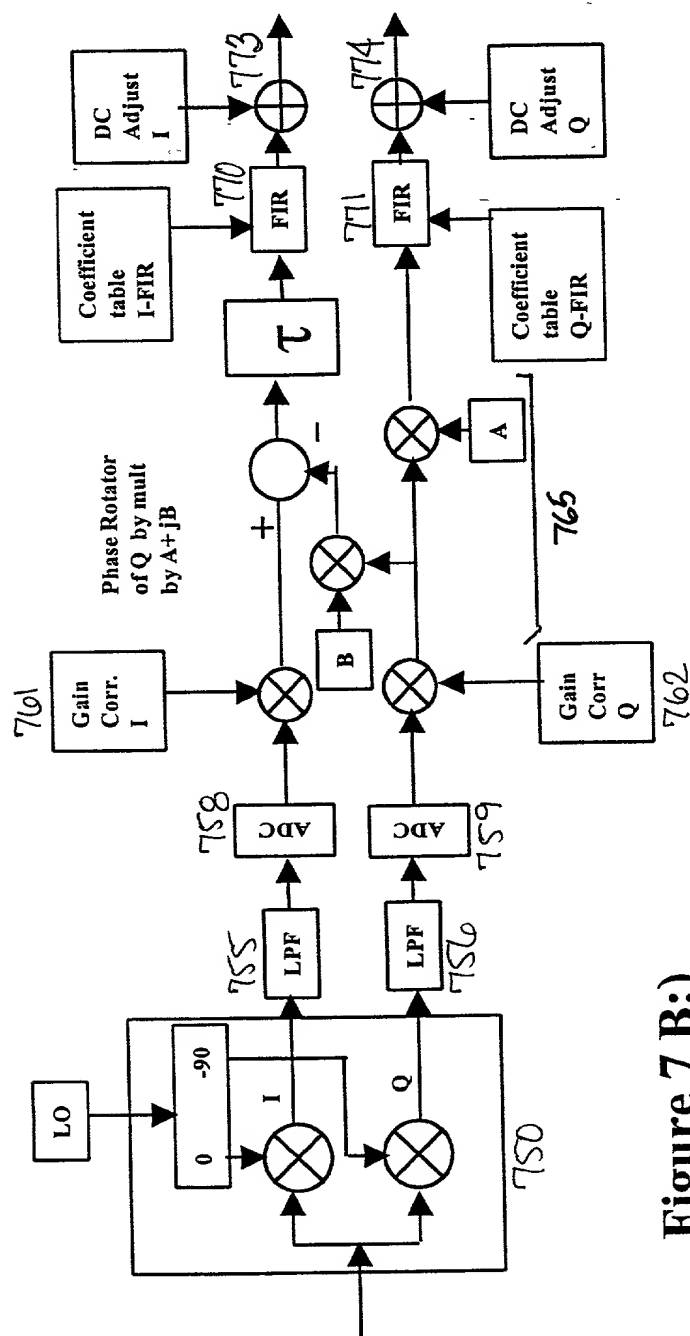 LO
0
-90
I
Q
750
755
LPF
756
LPF
758
ADC
759
ADC
761
Gain
Corr.
I
Gain
Corr
Q
762
Phase Rotator
of Q by mult
by A+jB
+
-
B
A
765
τ
Coefficient
table
I-FIR
770
FIR
771
FIR
Coefficient
table
Q-FIR
DC
Adjust
I
773
774
DC
Adjust
Q
Figure 7 B:)